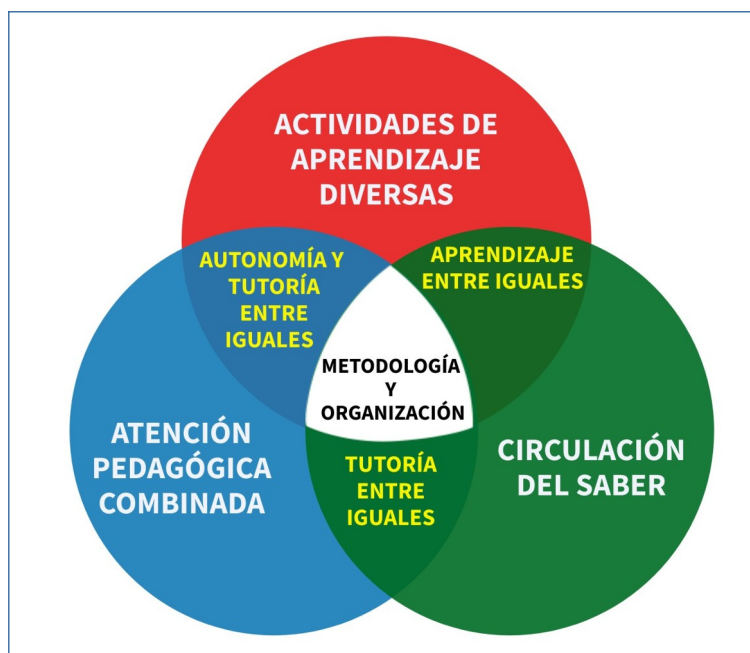 ACTIVIDADES DE
APRENDIZAJE
DIVERSAS
AUTONOMÍA Y
TUTORÍA
ENTRE
IGUALES
APRENDIZAJE
ENTRE IGUALES
METODOLOGÍA
Y
ORGANIZACIÓN
ATENCIÓN
PEDAGÓGICA
COMBINADA
TUTORÍA
ENTRE
IGUALES
CIRCULACIÓN
DEL SABER